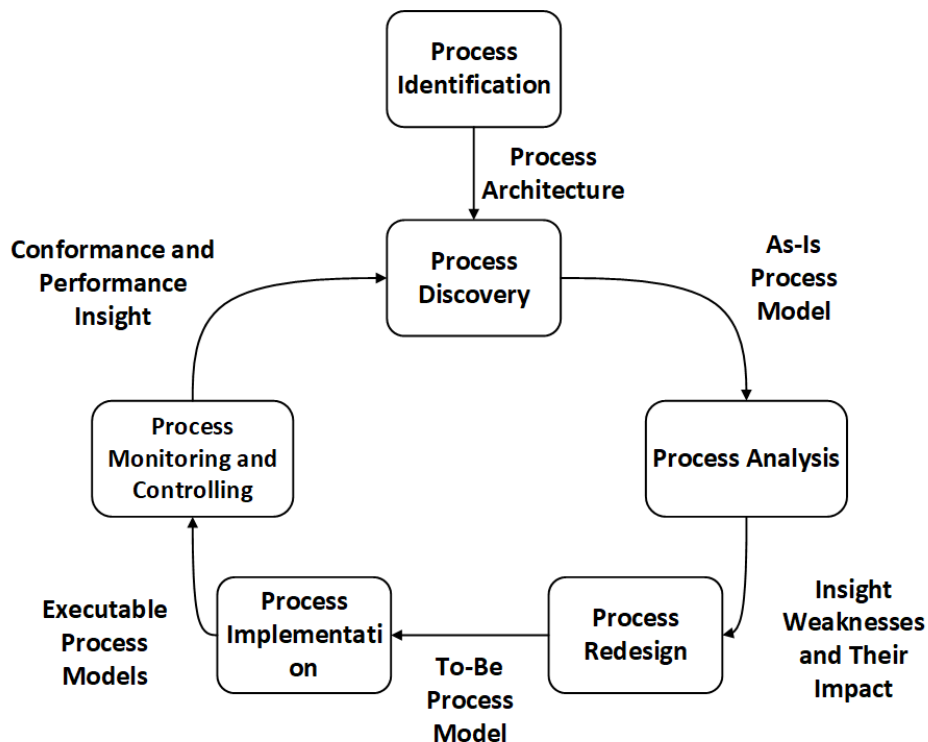 Process
Identification
Process
Architecture
Process
Discovery
Conformance and
Performance
Insight
As-Is
Process
Model
Process
Monitoring and
Controlling
Process Analysis
Executable
Process
Models
Process
Implementati
on
To-Be
Process
Model
Process
Redesign
Insight
Weaknesses
and Their
Impact